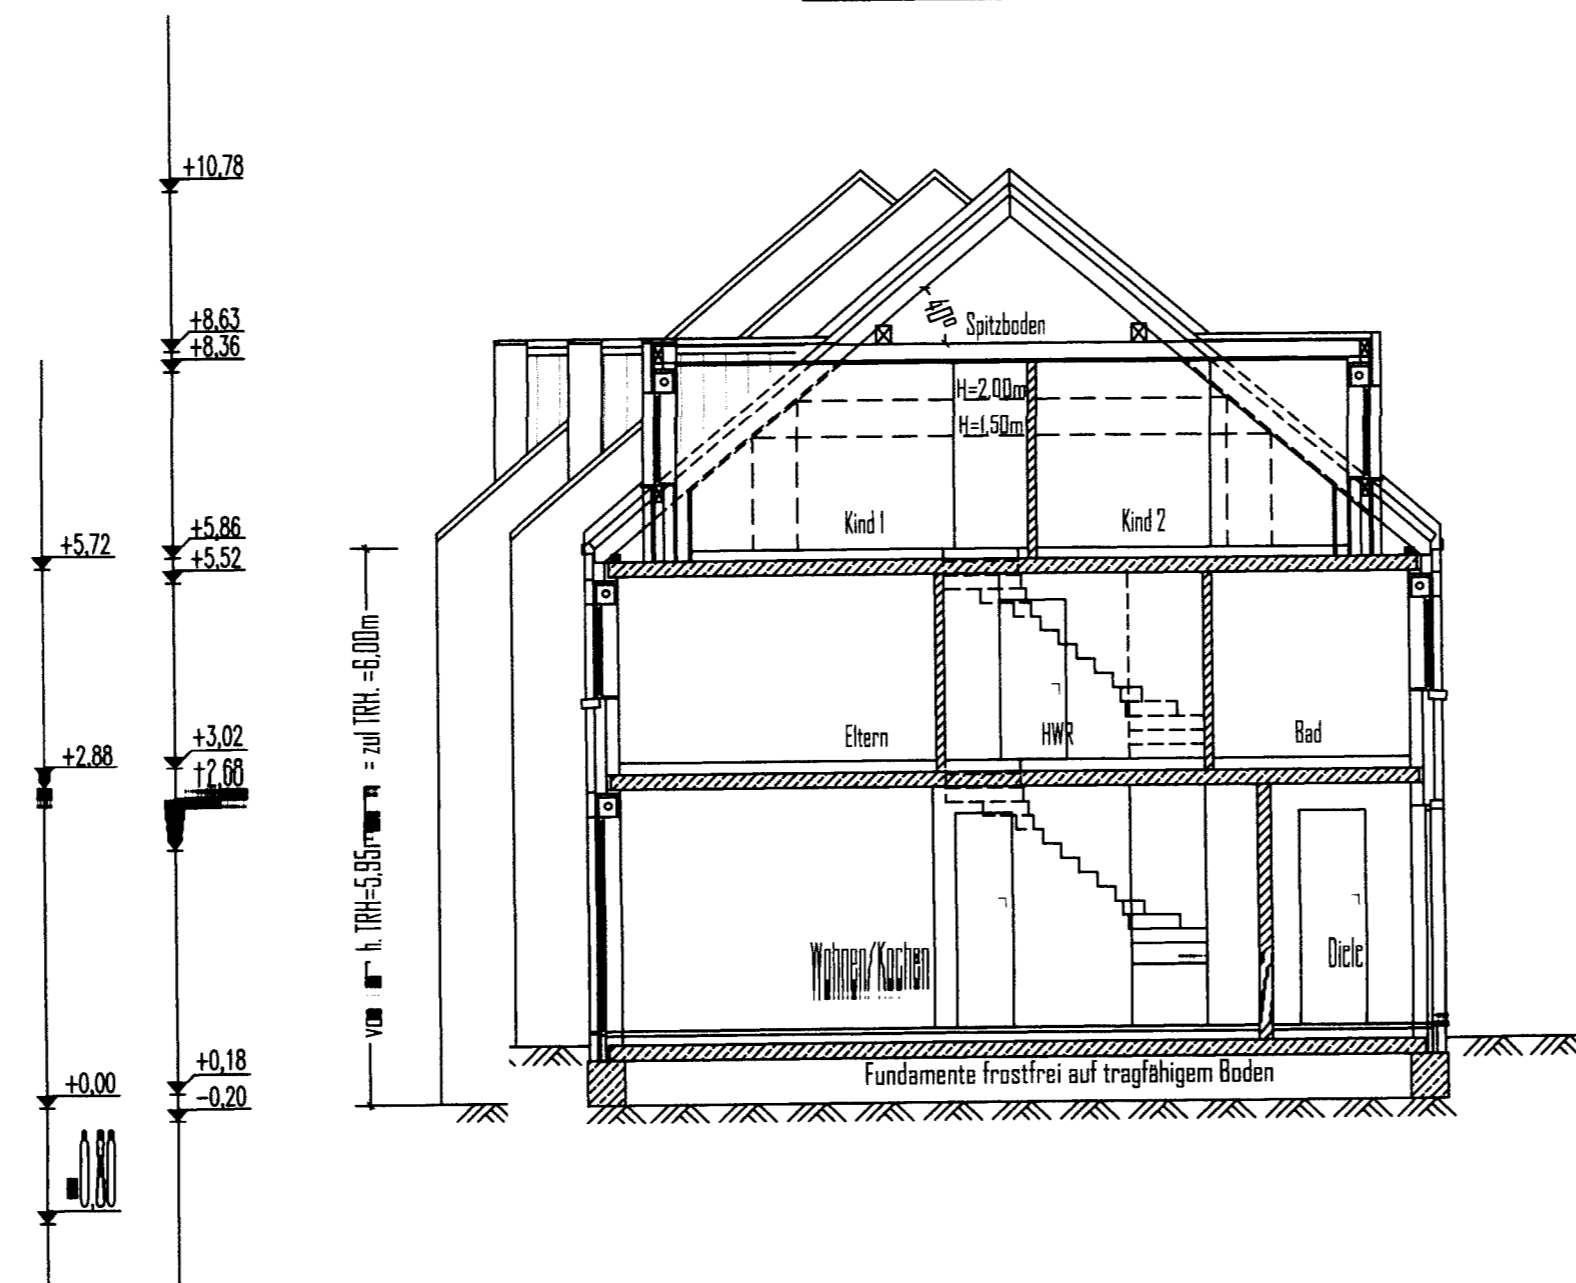 +10,78
+8,63
+8,36
+5,86
+5,72
+5,52
+3,02
+2.88
+2,68
+0,18
+0,00
-0,20
0,80
h. TRH=5,95m = zul TRH. =6,00m
40°
Spitzboden
H=2,00m
H=1,50m
Kind 1
Kind 2
Eltern
HWR
Bad
Wohnen/Kochen
Diele
Fundamente frostfrei auf tragfähigem Boden